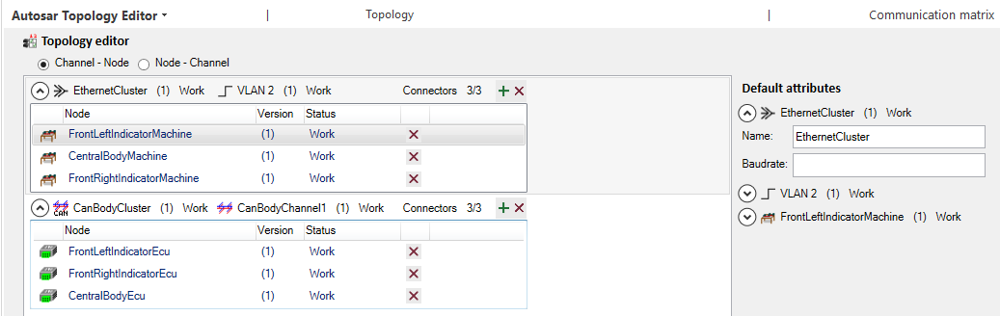 Autosar Topology Editor Topology Communication matrix
Topology editor
Channel - Node Node - Channel
EthernetCluster (1) Work VLAN 2 (1) Work Connectors 3/3
Node Version Status
FrontLeftIndicatorMachine (1) Work
CentralBodyMachine (1) Work
FrontRightIndicatorMachine (1) Work
CAN CanBodyCluster (1) Work CanBodyChannel1 (1) Work Connectors 3/3
Node Version Status
FrontLeftIndicatorEcu (1) Work
FrontRightIndicatorEcu (1) Work
CentralBodyEcu (1) Work
Default attributes
EthernetCluster (1) Work
Name: EthernetCluster
Baudrate:
VLAN 2 (1) Work
FrontLeftIndicatorMachine (1) Work